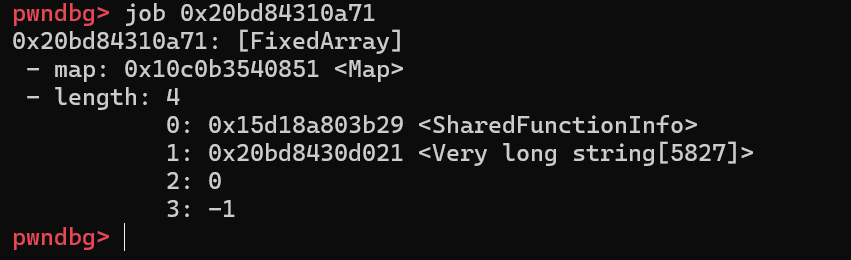 pwndbg> job 0x20bd84310a71
0x20bd84310a71: [FixedArray]
- map: 0x10c0b3540851 <Map>
- length: 4
0: 0x15d18a803b29 <SharedFunctionInfo>
1: 0x20bd8430d021 <Very long string[5827]>
2: 0
3: -1
pwndbg>